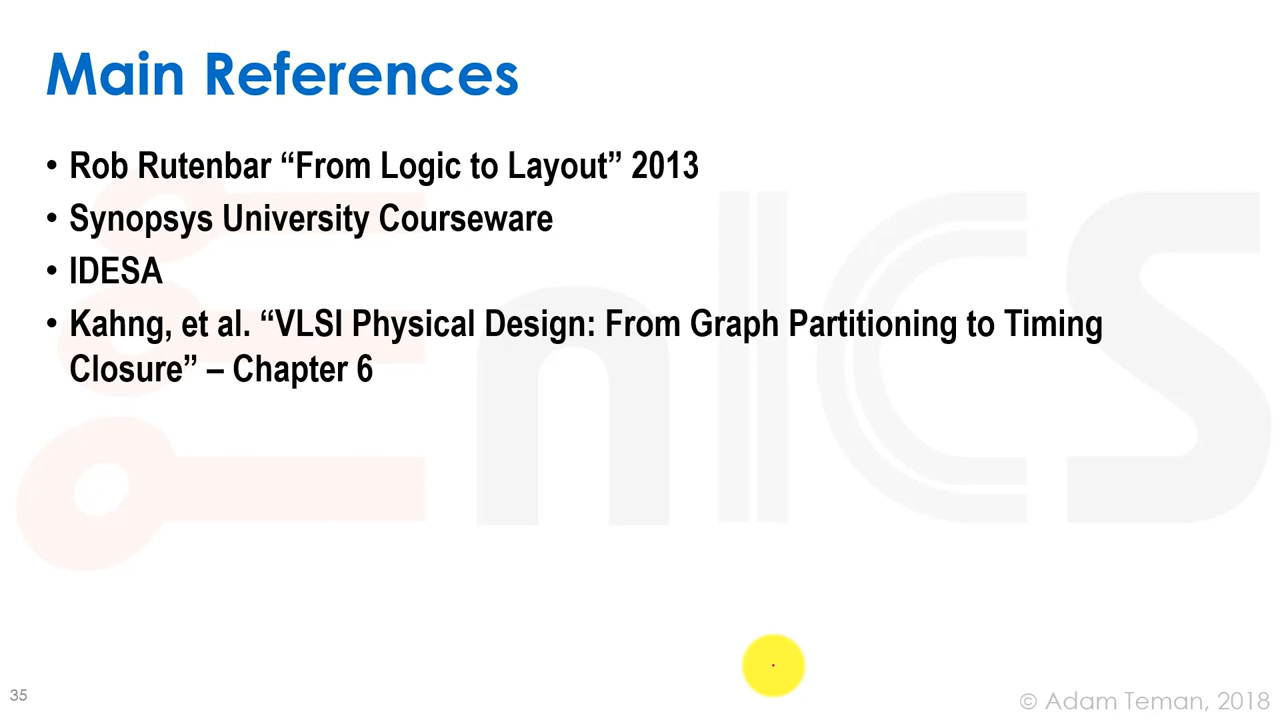 Main References
• Rob Rutenbar “From Logic to Layout” 2013
• Synopsys University Courseware
• IDESA
• Kahng, et al. “VLSI Physical Design: From Graph Partitioning to Timing
Closure” – Chapter 6
enICS
35
© Adam Teman, 2018